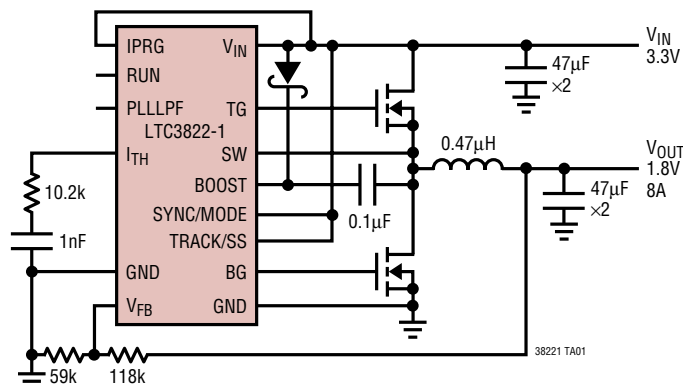 IPRG
VIN
VIN
3.3V
RUN
47µF
×2
PLLLPF
TG
LTC3822-1
ITH
SW
0.47µH
VOUT
1.8V
8A
10.2k
BOOST
47µF
×2
0.1µF
SYNC/MODE
1nF
TRACK/SS
GND
BG
VFB
GND
38221 TA01
59k
118k